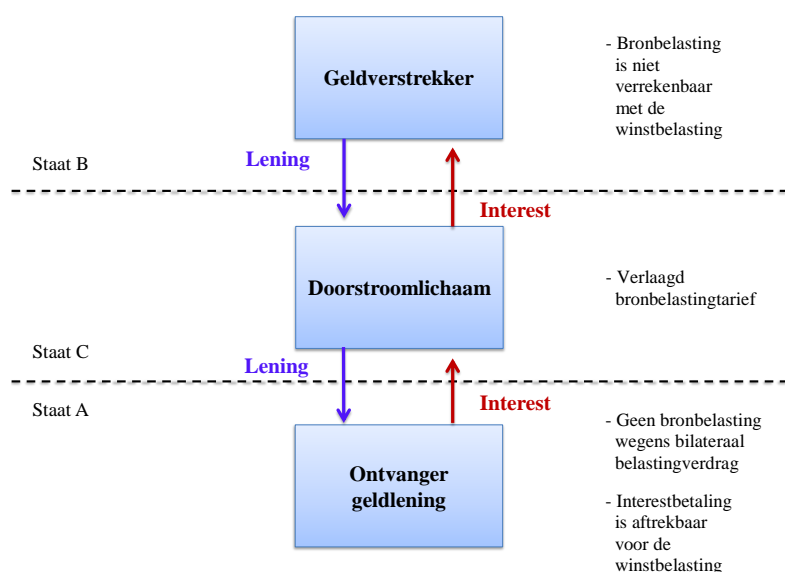 Geldverstrekker
- Bronbelasting
is niet
verrekenbaar
met de
winstbelasting
Lening
Staat B
Interest
Doorstroomlichaam
- Verlaagd
bronbelastingtarief
Staat C
Lening
Interest
Staat A
- Geen bronbelasting
wegens bilateraal
belastingverdrag
Ontvanger
geldlening
- Interestbetaling
is aftrekbaar
voor de
winstbelasting